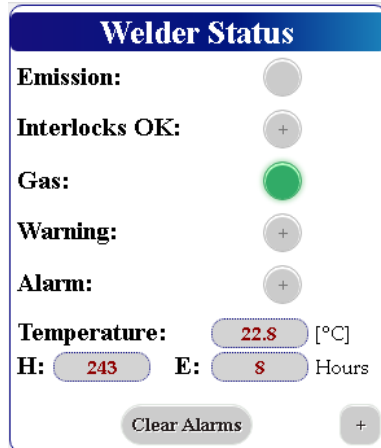 Welder Status
Emission:
Interlocks OK: +
Gas:
Warning: +
Alarm: +
Temperature: 22.8 [°C]
H: 243 E: 8 Hours
Clear Alarms +